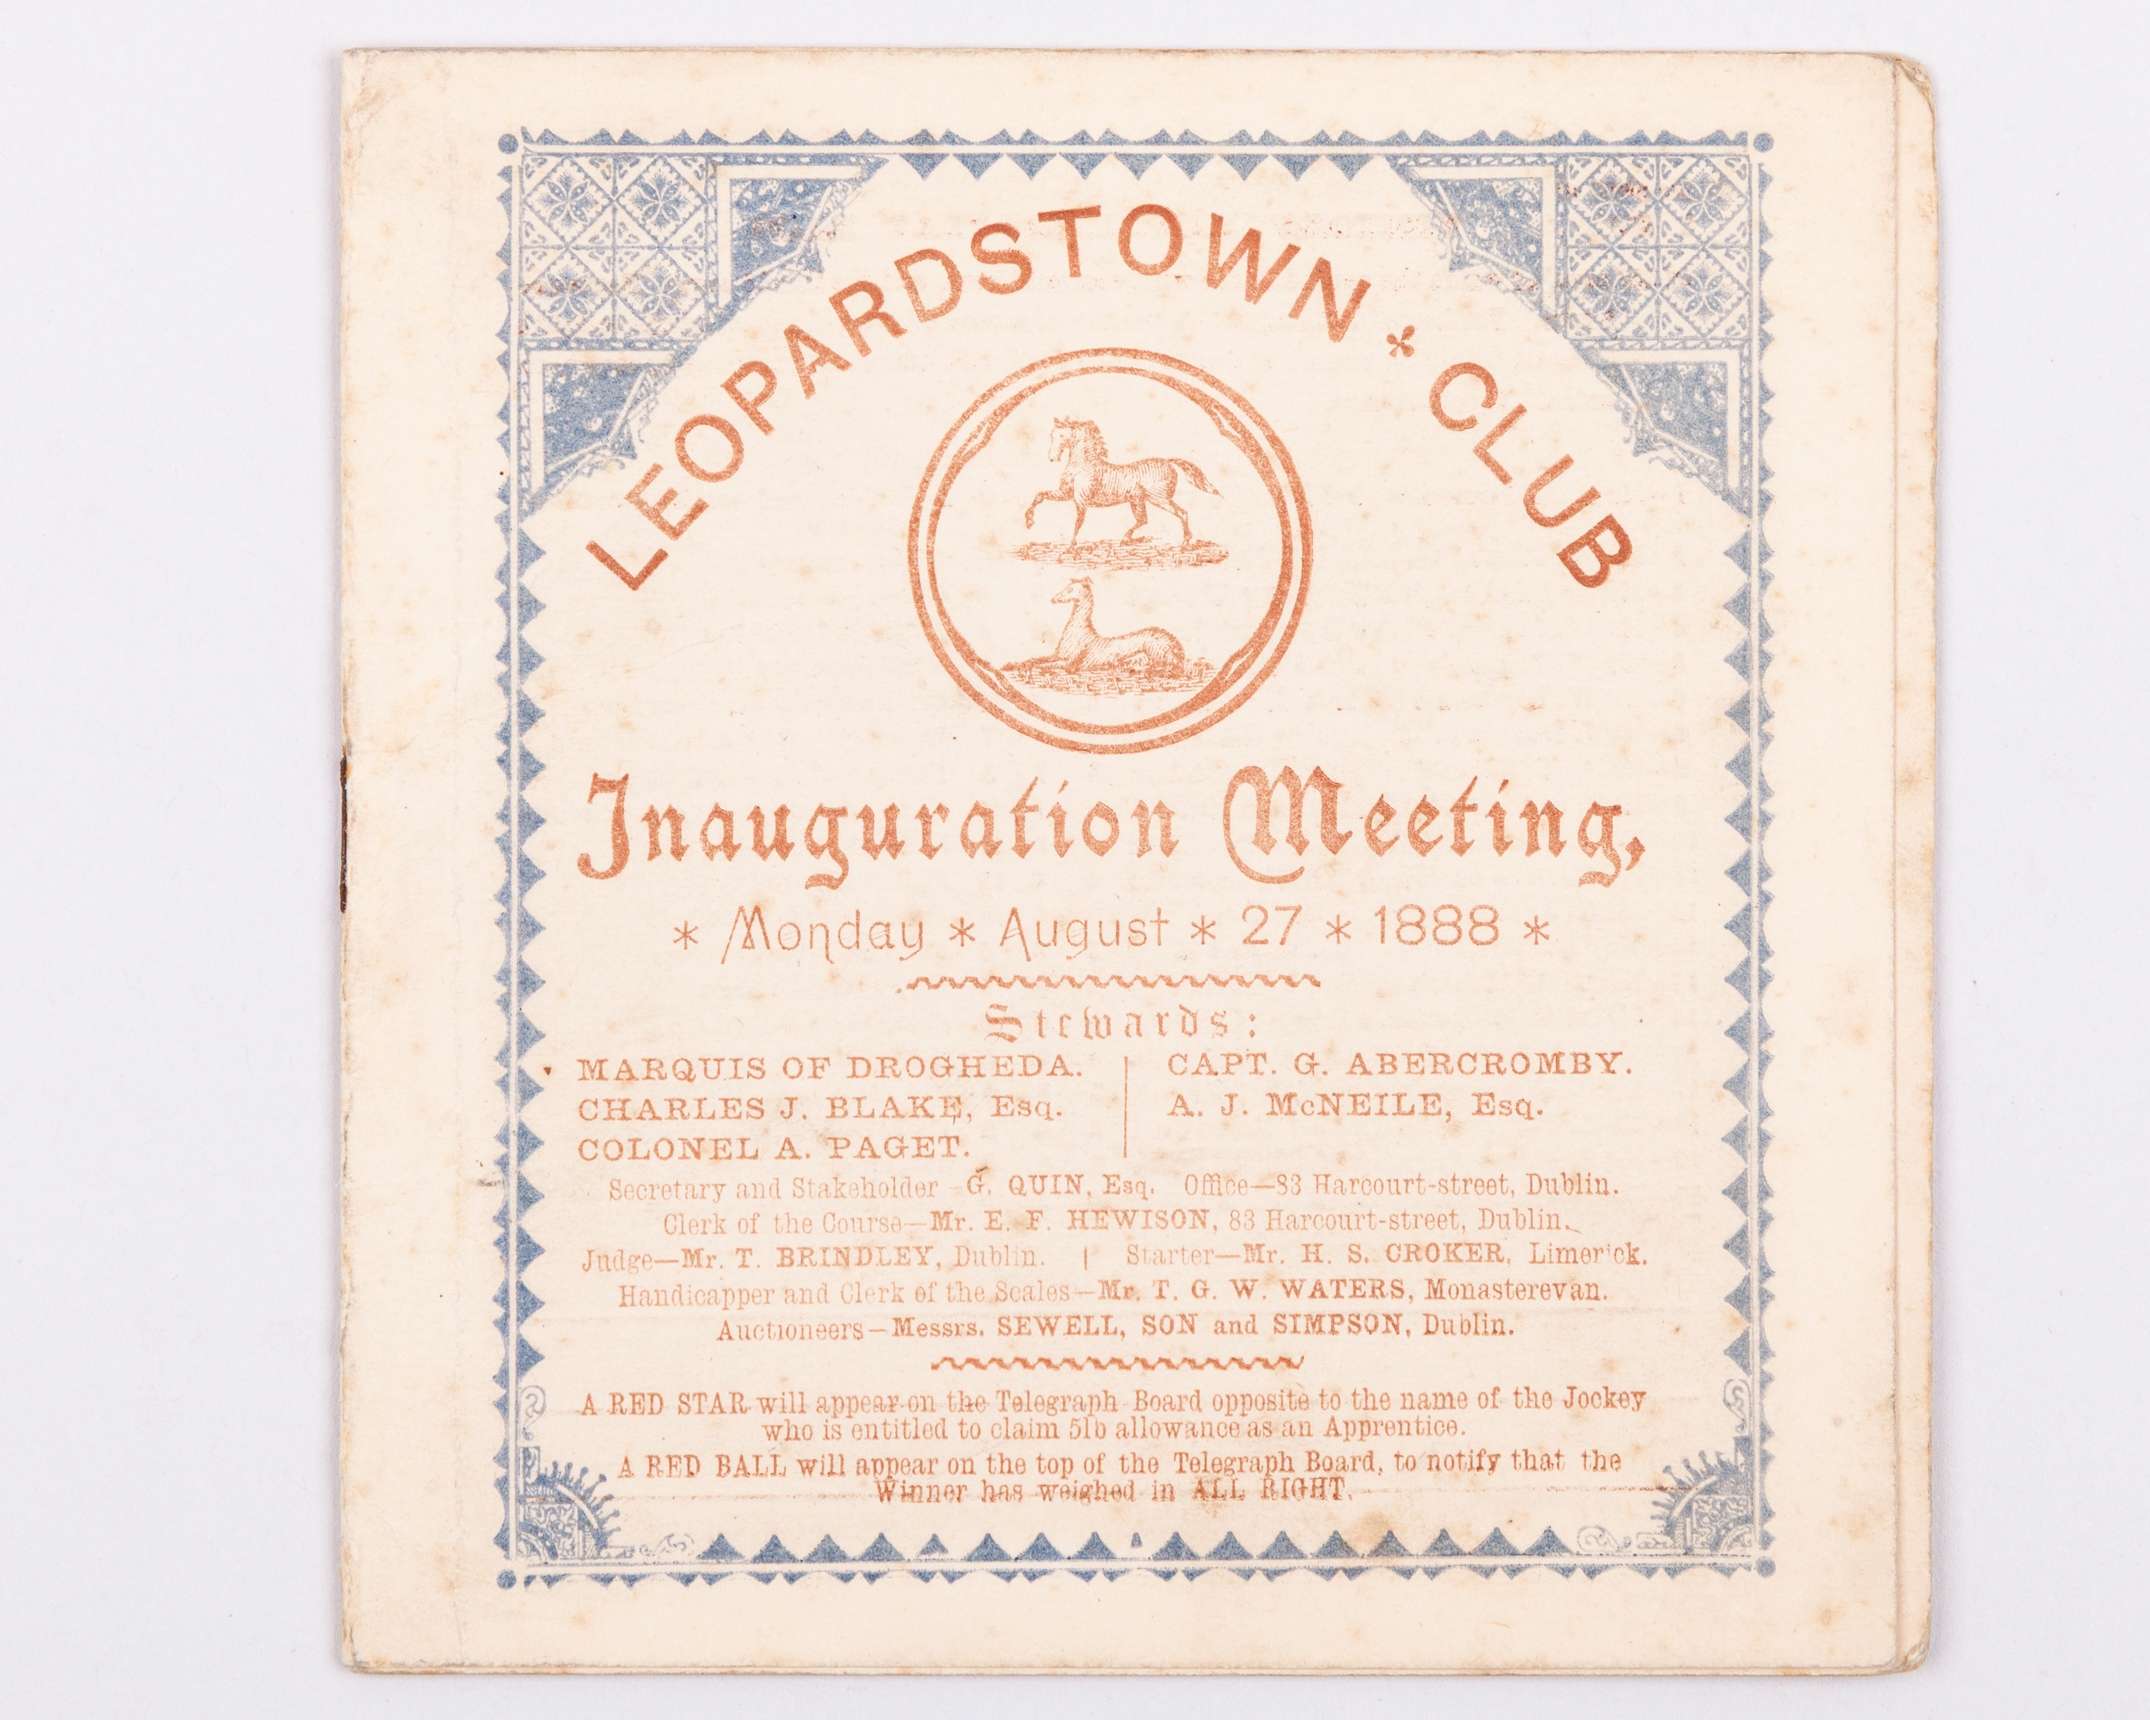 LEOPARDSTOWN CLUB
Inauguration Meeting,
* Monday * August * 27 * 1888 *
Stewards:
MARQUIS OF DROGHEDA.
CHARLES J. BLAKE, Esq.
COLONEL A. PAGET.
CAPT. G. ABERCROMBY.
A. J. McNEILE, Esq.
Secretary and Stakeholder—G. QUIN, Esq. Office—83 Harcourt-street, Dublin.
Clerk of the Course—Mr. E. F. HEWISON, 83 Harcourt-street, Dublin.
Judge—Mr. T. BRINDLEY, Dublin. | Starter—Mr. H. S. CROKER, Limerick.
Handicapper and Clerk of the Scales—Mr. T. G. W. WATERS, Monasterevan.
Auctioneers—Messrs. SEWELL, SON and SIMPSON, Dublin.
A RED STAR will appear on the Telegraph Board opposite to the name of the Jockey
who is entitled to claim 5lb allowance as an Apprentice.
A RED BALL will appear on the top of the Telegraph Board, to notify that the
Winner has weighed in ALL RIGHT.